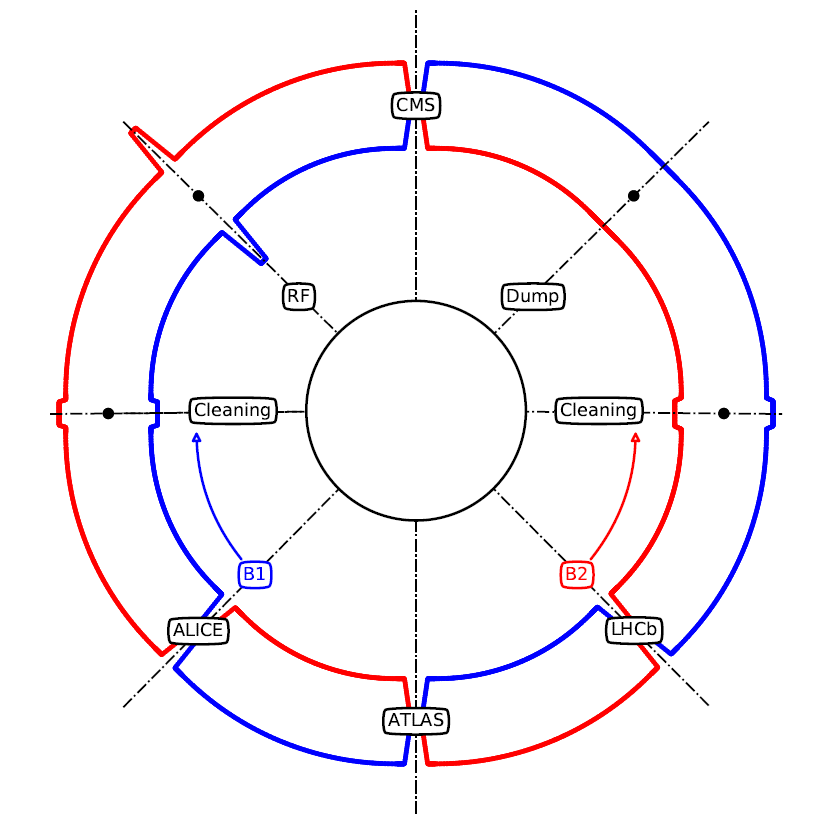 CMS
RF
Dump
Cleaning
Cleaning
B1
B2
ALICE
LHCb
ATLAS